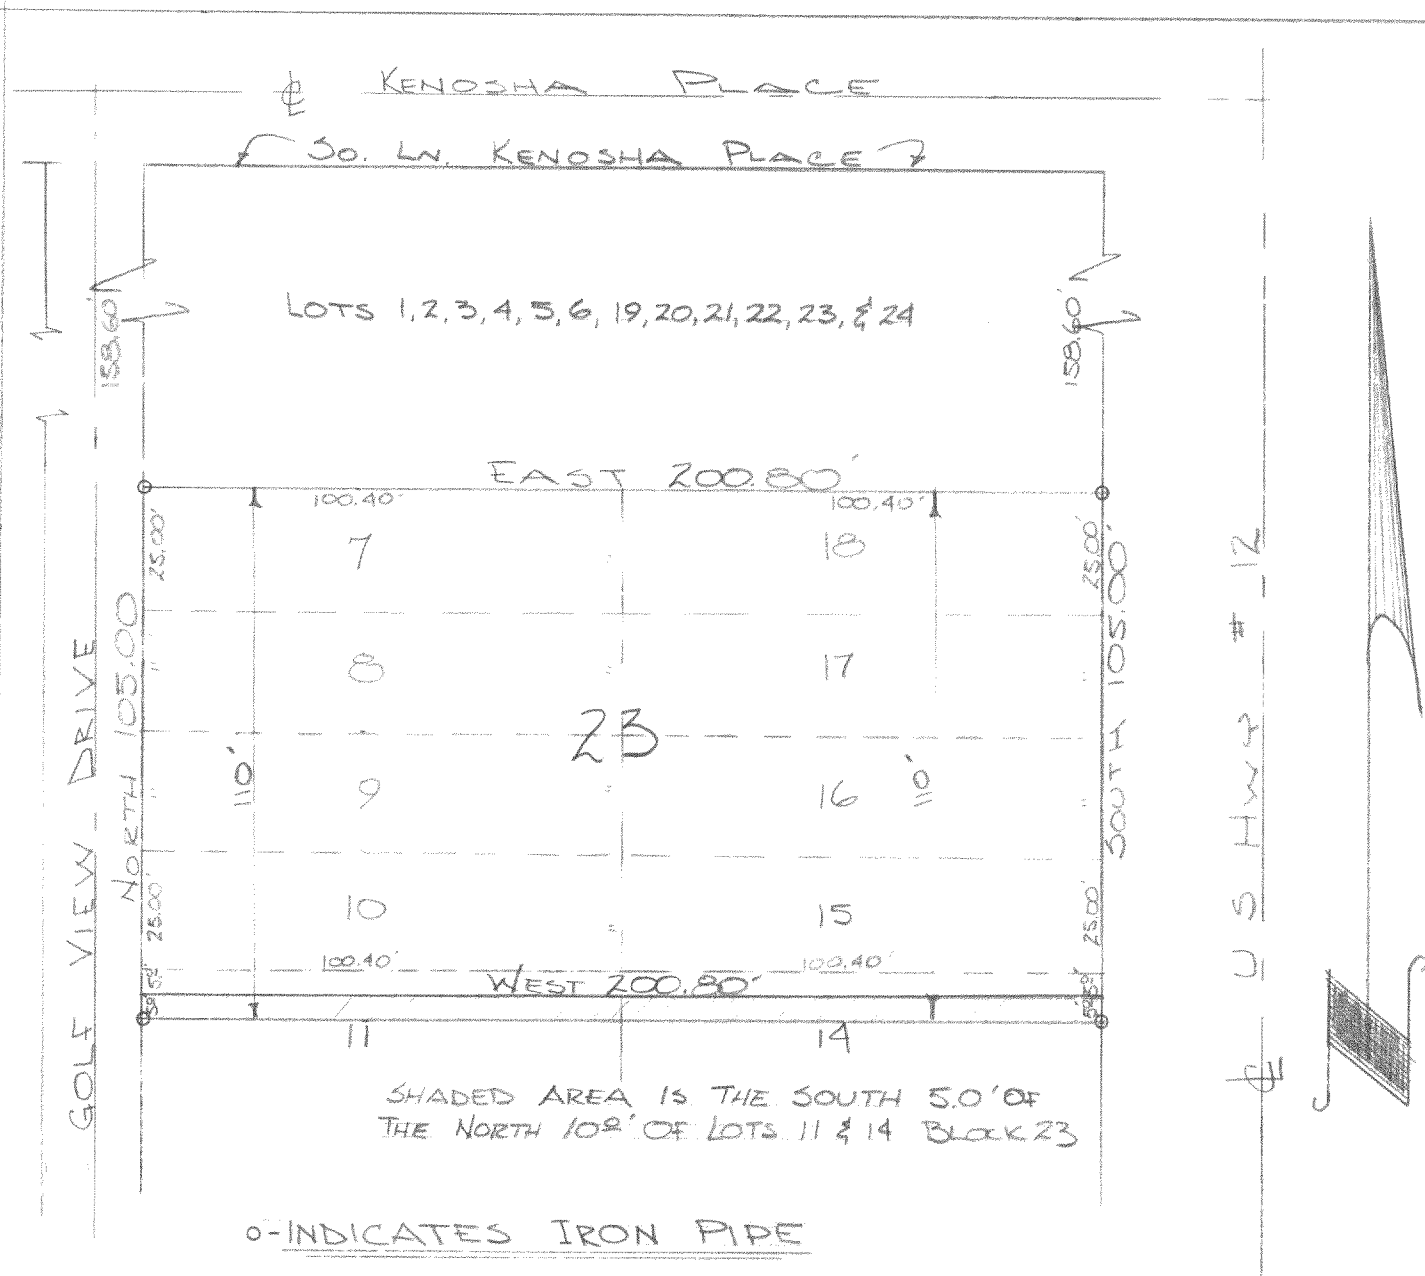 ℄ KENOSHA PLACE
SO. LN. KENOSHA PLACE
158.60'
LOTS 1, 2, 3, 4, 5, 6, 19, 20, 21, 22, 23, & 24
158.60'
EAST 200.80'
100.40'
100.40'
25.00'
7
18
25.00'
NORTH 105.00
8
17
SOUTH 105.00'
23
110'
9
16
110'
GOLF VIEW DRIVE
US HWY # 12
25.00'
10
15
25.00'
100.40'
100.40'
WEST 200.80'
11
14
℄
SHADED AREA IS THE SOUTH 5.0' OF
THE NORTH 10º' OF LOTS 11 & 14 BLOCK 23
o-INDICATES IRON PIPE